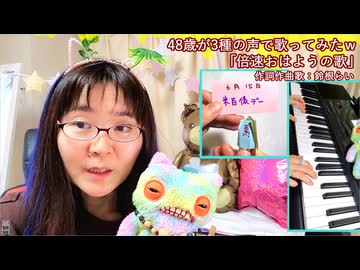 48歳が3種の声で歌ってみたｗ
「倍速おはようの歌」
作詞作曲歌：鈴根らい
6月15日
米百俵デー